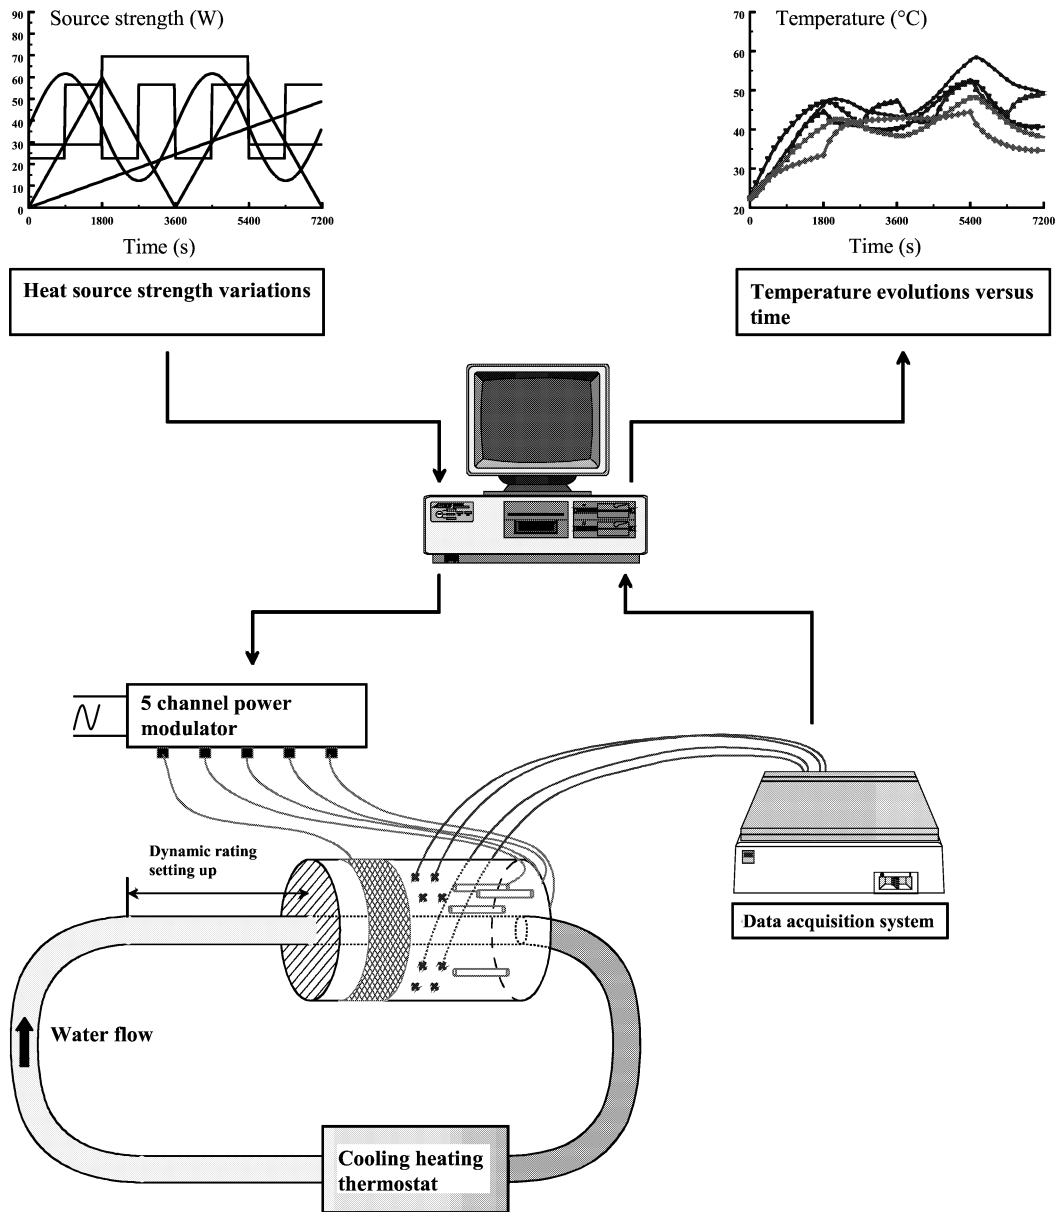 Source strength (W)
90
80
70
60
50
40
30
20
10
0
0 1800 3600 5400 7200
Time (s)
Heat source strength variations
Temperature (°C)
70
60
50
40
30
20
0 1800 3600 5400 7200
Time (s)
Temperature evolutions versus
time
5 channel power
modulator
Dynamic rating
setting up
Data acquisition system
Water flow
Cooling heating
thermostat